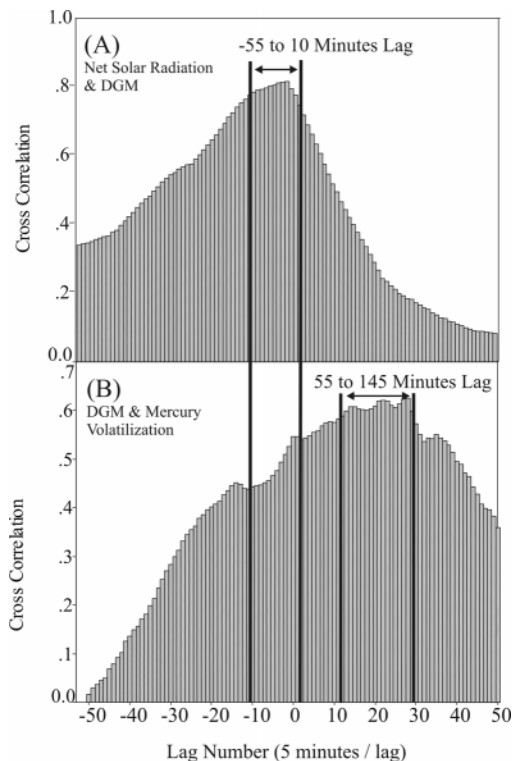 1.0
(A)
-55 to 10 Minutes Lag
Net Solar Radiation
& DGM
.8
.6
Cross Correlation
.4
.2
0.0
.7
(B)
55 to 145 Minutes Lag
DGM & Mercury
Volatilization
.6
.5
.4
Cross Correlation
.3
.2
.1
0.0
-50 -40 -30 -20 -10 0 10 20 30 40 50
Lag Number (5 minutes / lag)